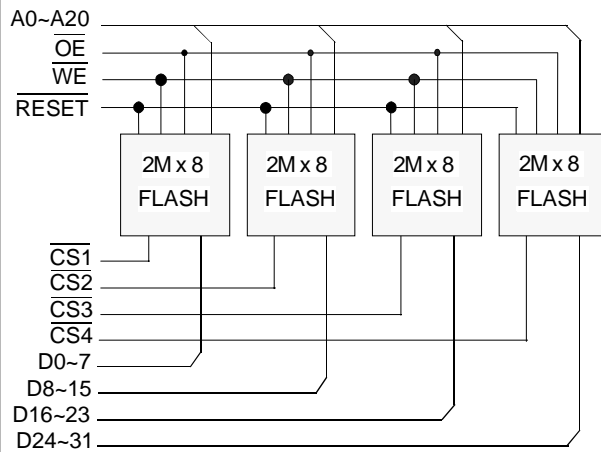 A0~A20
OE
WE
RESET
2M x 8 2M x 8 2M x 8 2M x 8
FLASH FLASH FLASH FLASH
CS1
CS2
CS3
CS4
D0~7
D8~15
D16~23
D24~31